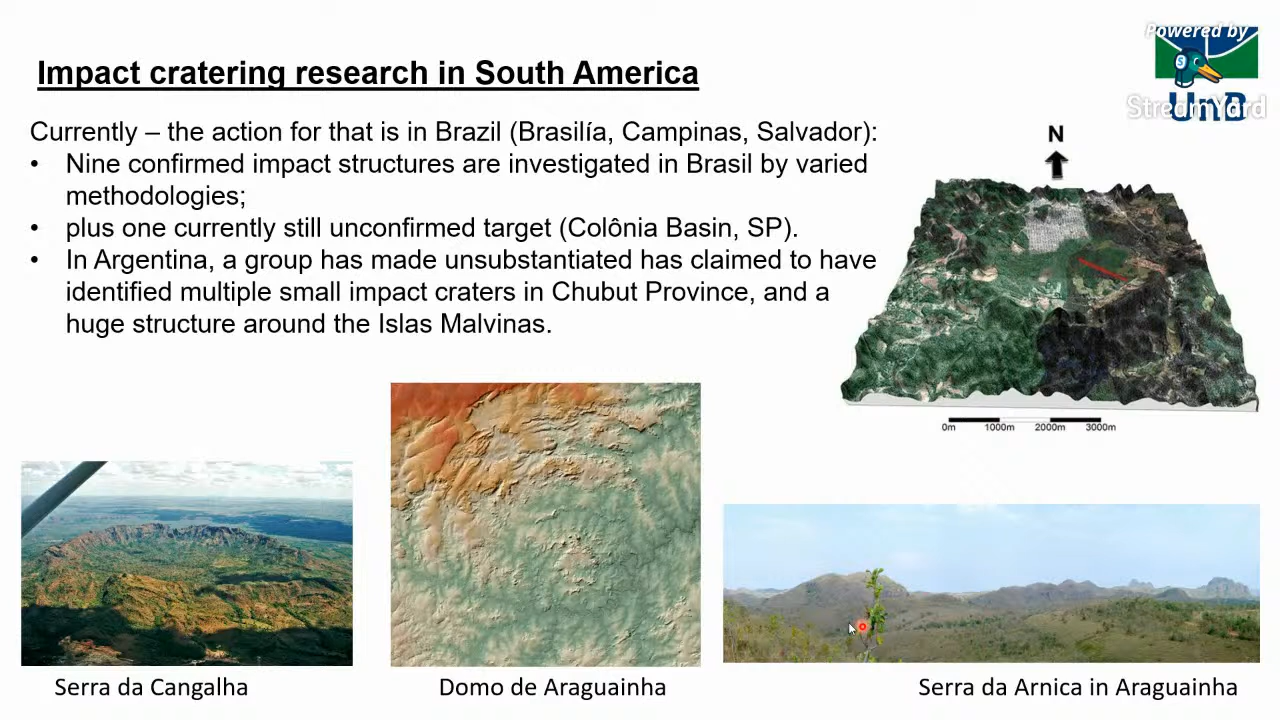 Powered by
StreamYard
UnB
Impact cratering research in South America
Currently – the action for that is in Brazil (Brasilía, Campinas, Salvador):
• Nine confirmed impact structures are investigated in Brasil by varied
methodologies;
• plus one currently still unconfirmed target (Colônia Basin, SP).
• In Argentina, a group has made unsubstantiated has claimed to have
identified multiple small impact craters in Chubut Province, and a
huge structure around the Islas Malvinas.
N
0m 1000m 2000m 3000m
Serra da Cangalha
Domo de Araguainha
Serra da Arnica in Araguainha